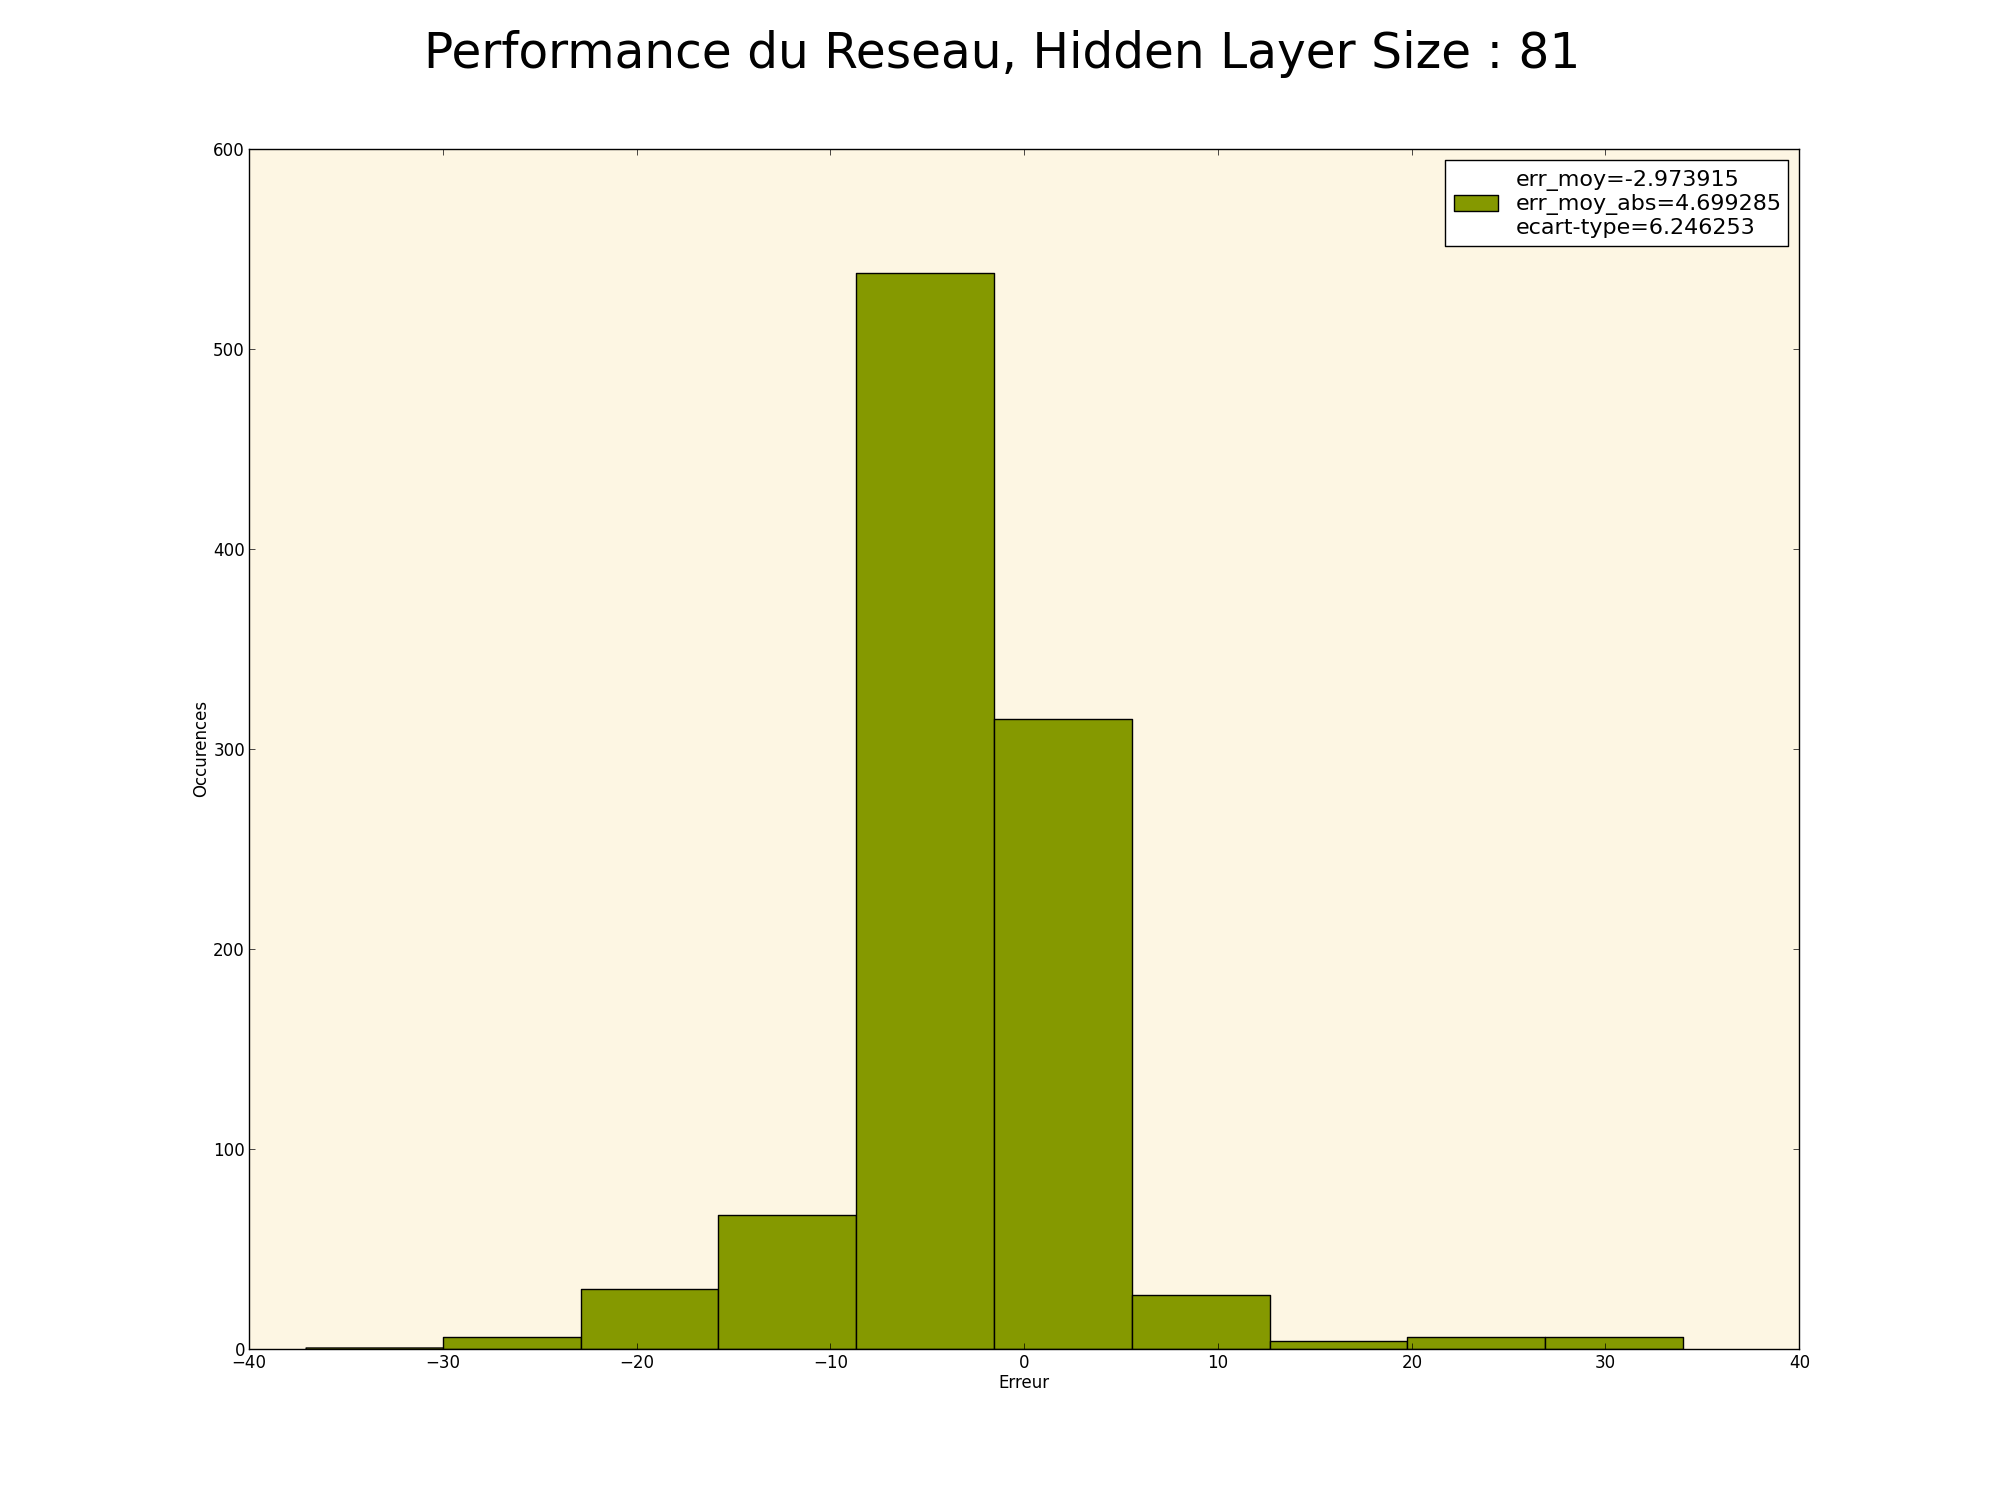 Performance du Reseau, Hidden Layer Size : 81
600
500
400
300
200
100
0
Occurences
err_moy=-2.973915
err_moy_abs=4.699285
ecart-type=6.246253
−40 −30 −20 −10 0 10 20 30 40
Erreur